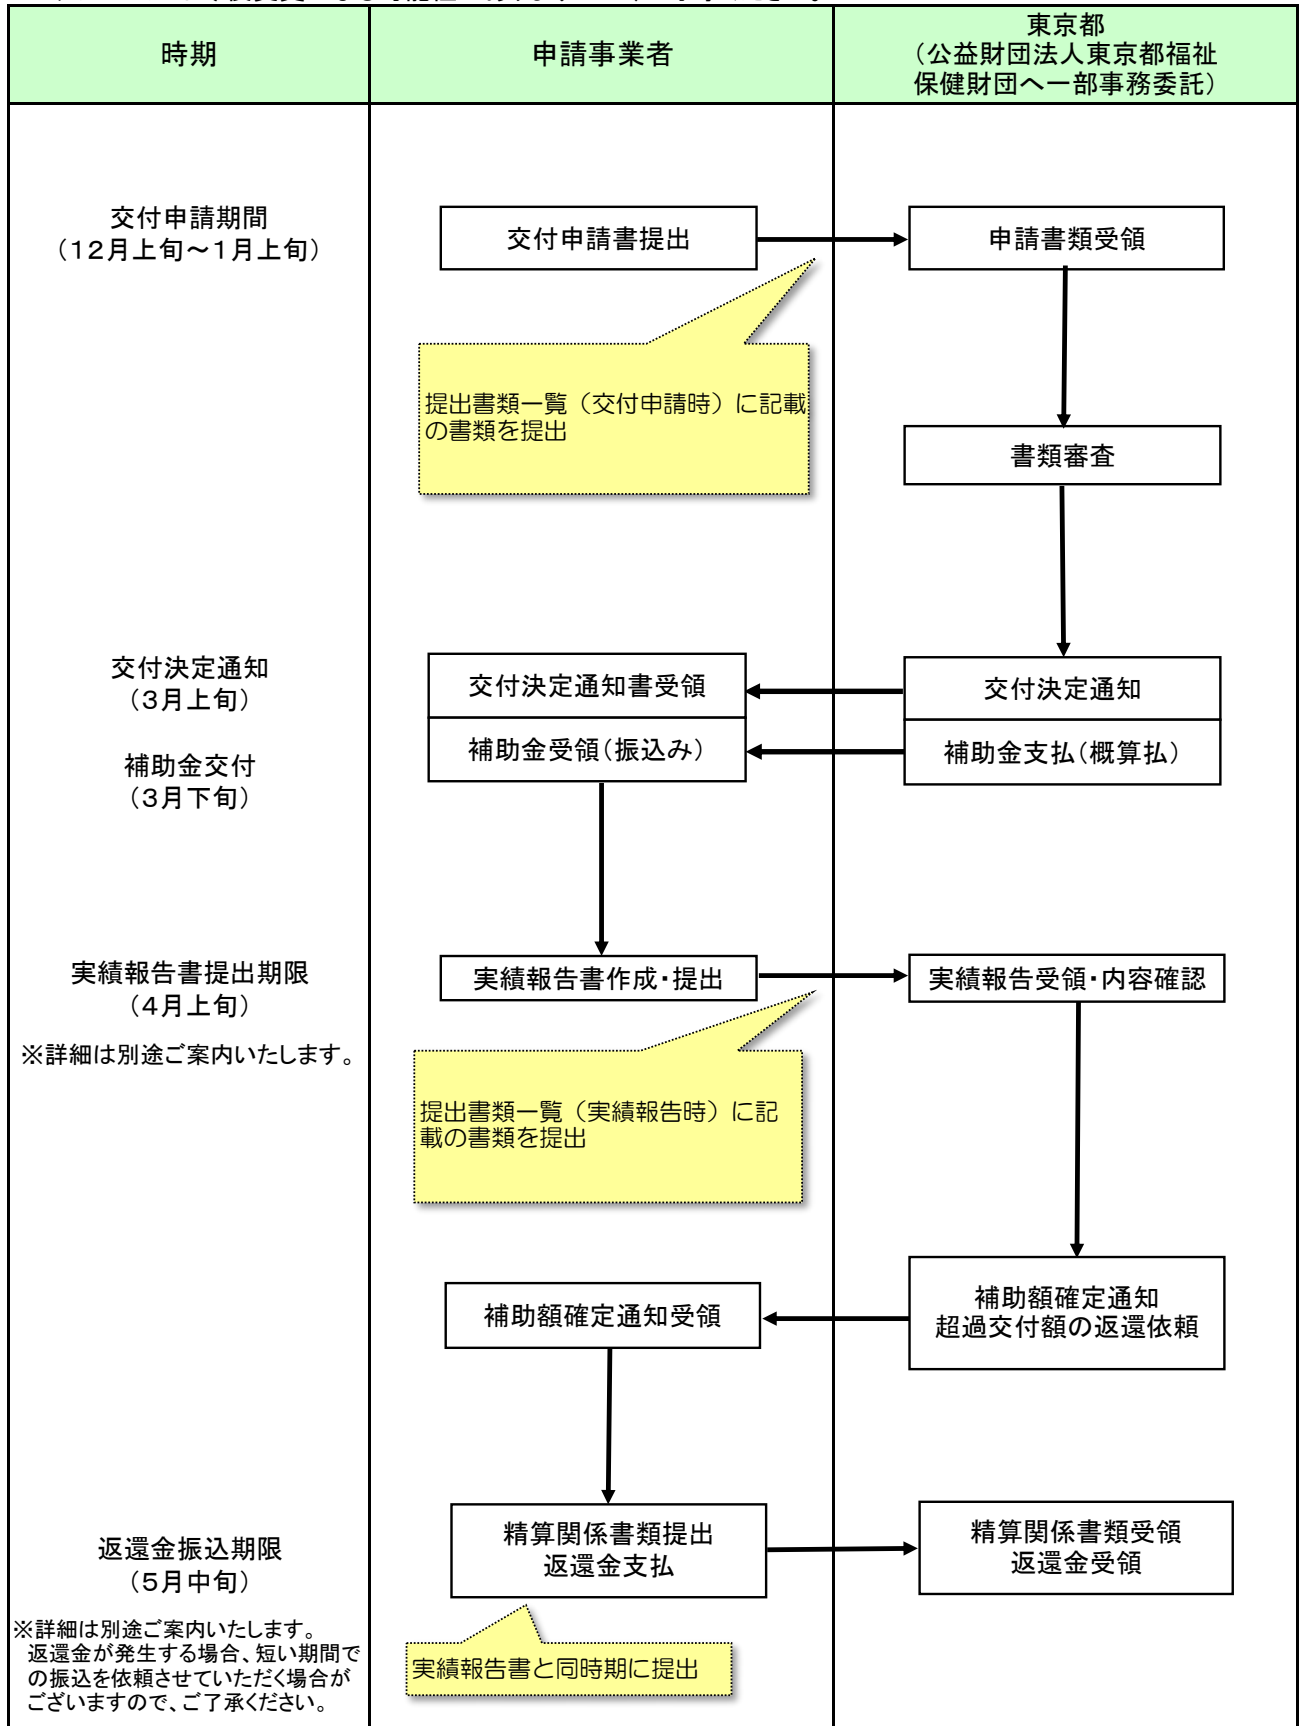 時期
申請事業者
東京都
（公益財団法人東京都福祉
保健財団へ一部事務委託）
交付申請期間
（１２月上旬～１月上旬）
交付申請書提出
申請書類受領
提出書類一覧（交付申請時）に記載
の書類を提出
書類審査
交付決定通知
（３月上旬）
交付決定通知書受領
交付決定通知
補助金交付
（３月下旬）
補助金受領（振込み）
補助金支払（概算払）
実績報告書提出期限
（４月上旬）
※詳細は別途ご案内いたします。
実績報告書作成・提出
実績報告受領・内容確認
提出書類一覧（実績報告時）に記
載の書類を提出
補助額確定通知受領
補助額確定通知
超過交付額の返還依頼
返還金振込期限
（５月中旬）
精算関係書類提出
返還金支払
精算関係書類受領
返還金受領
※詳細は別途ご案内いたします。
返還金が発生する場合、短い期間で
の振込を依頼させていただく場合が
ございますので、ご了承ください。
実績報告書と同時期に提出